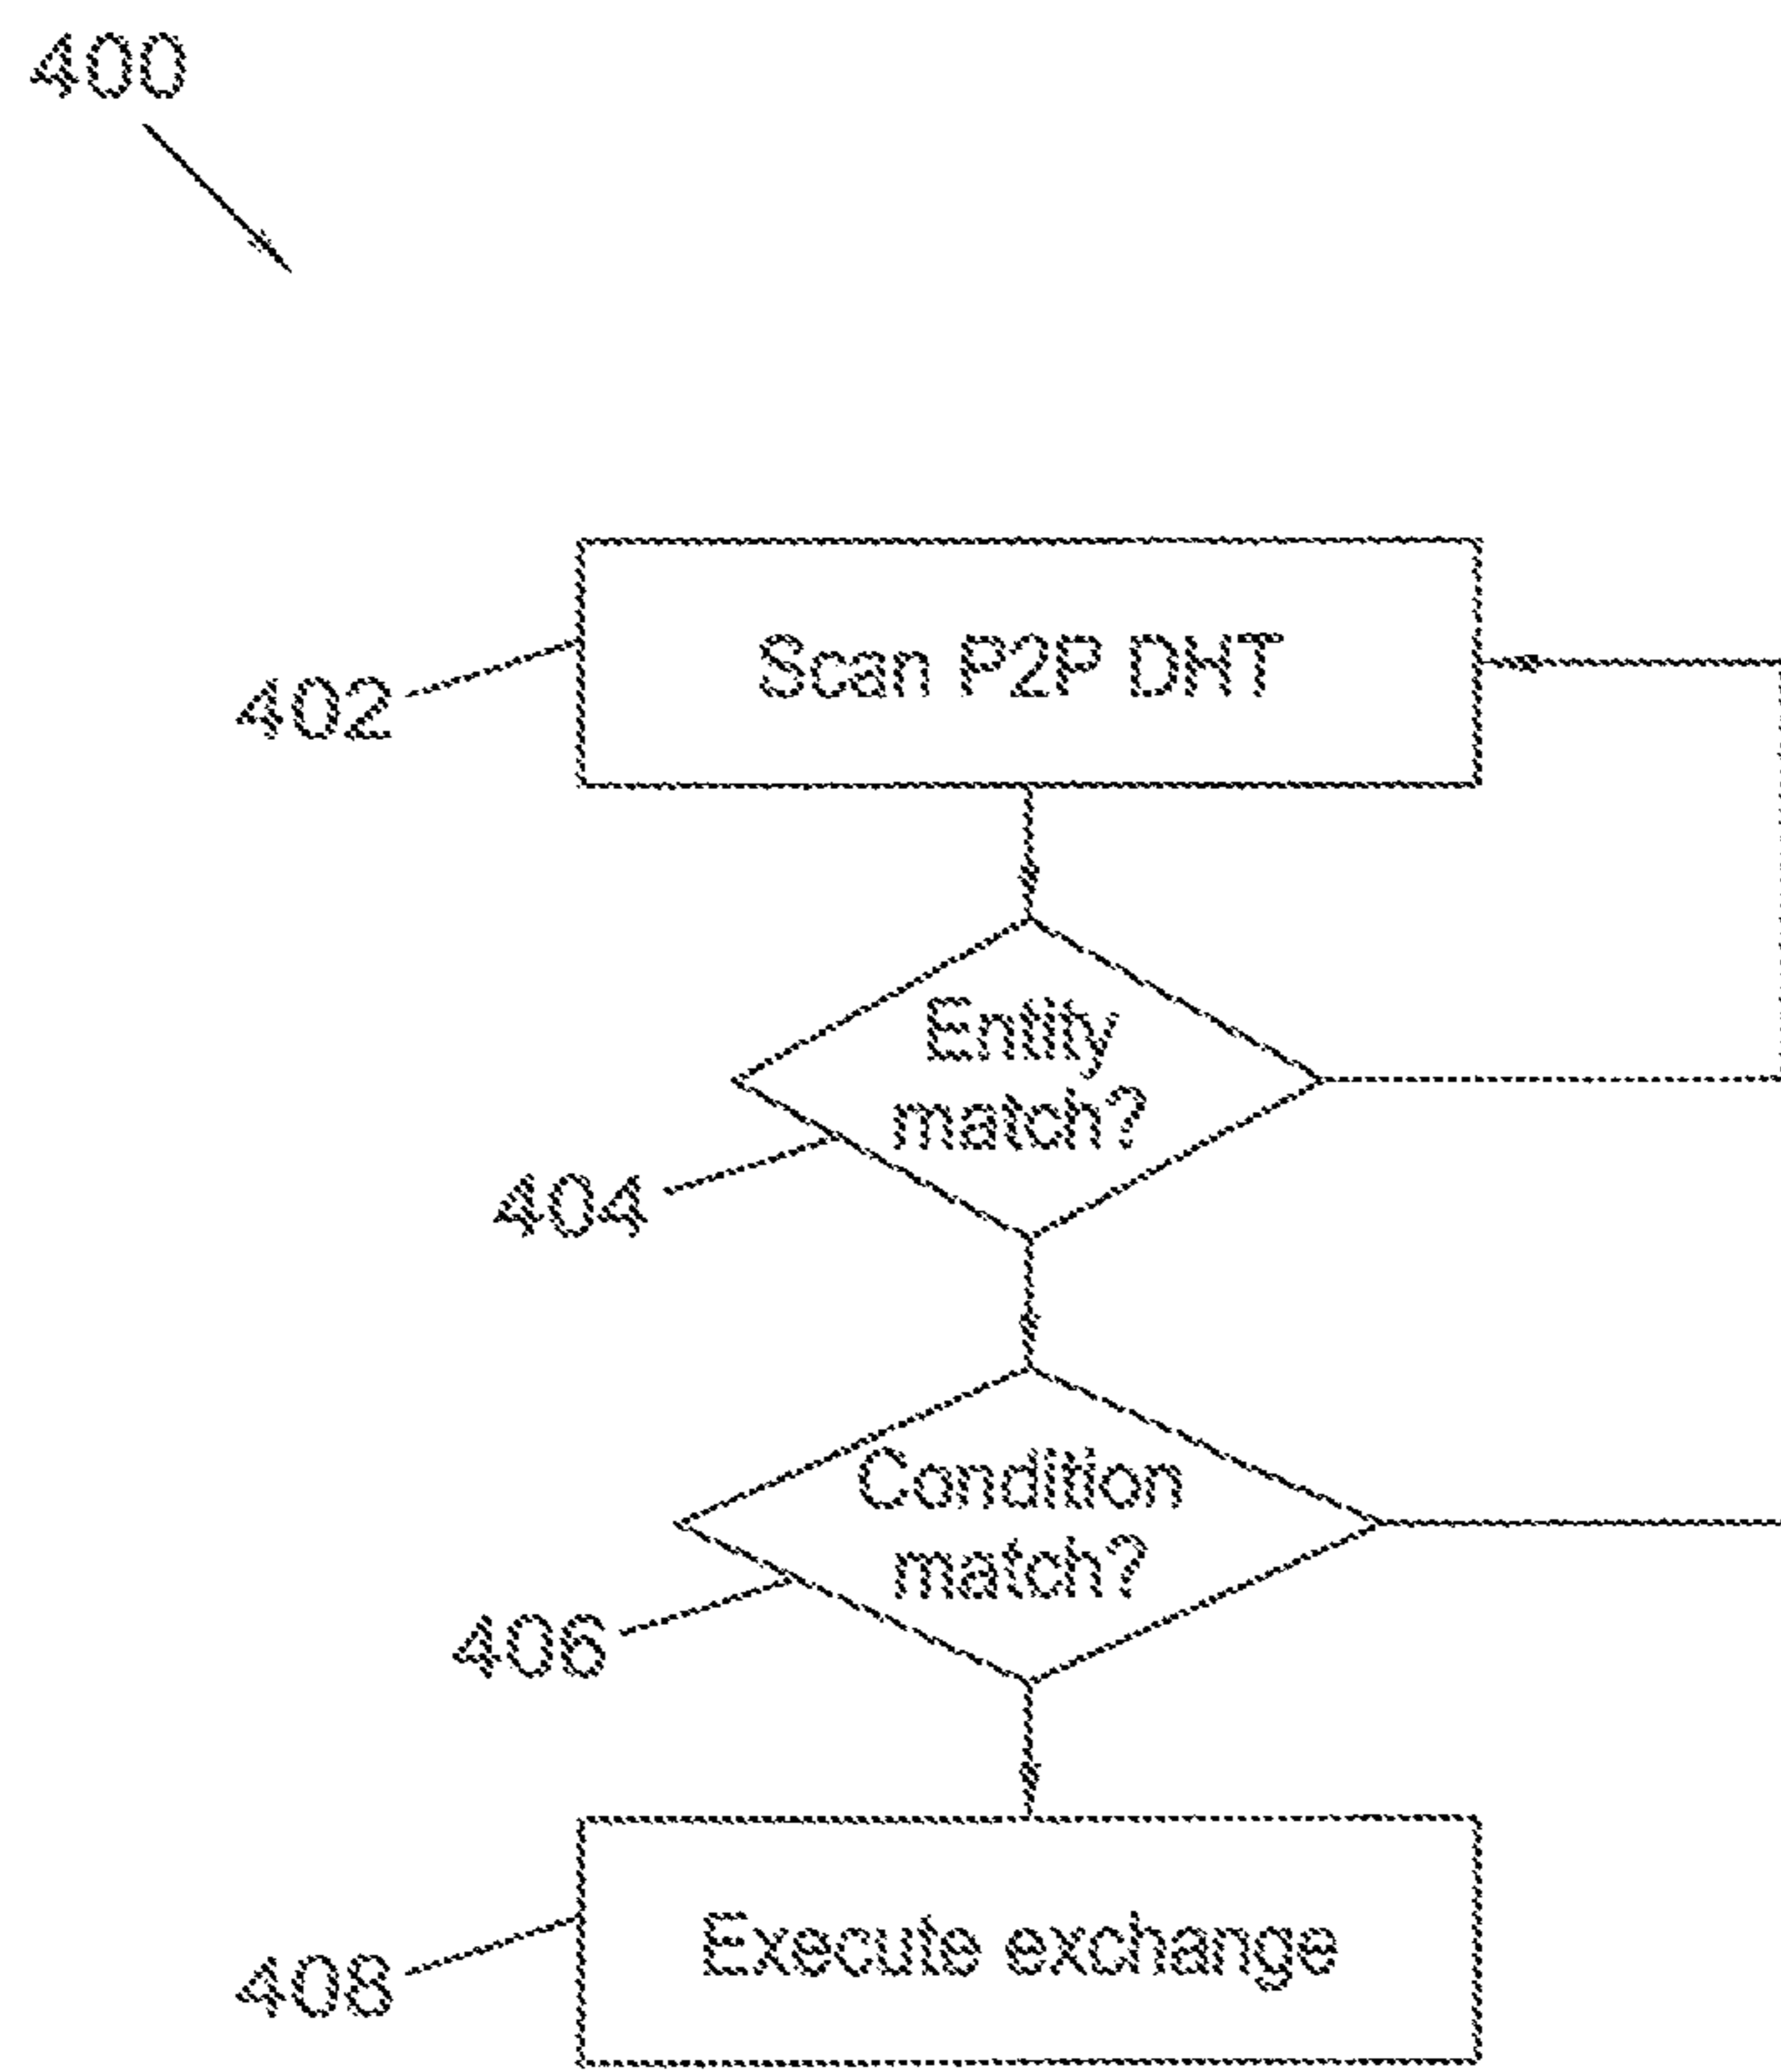 400
Scan P2P DHT
402
Entity
match?
404
Condition
match?
406
Execute exchange
408